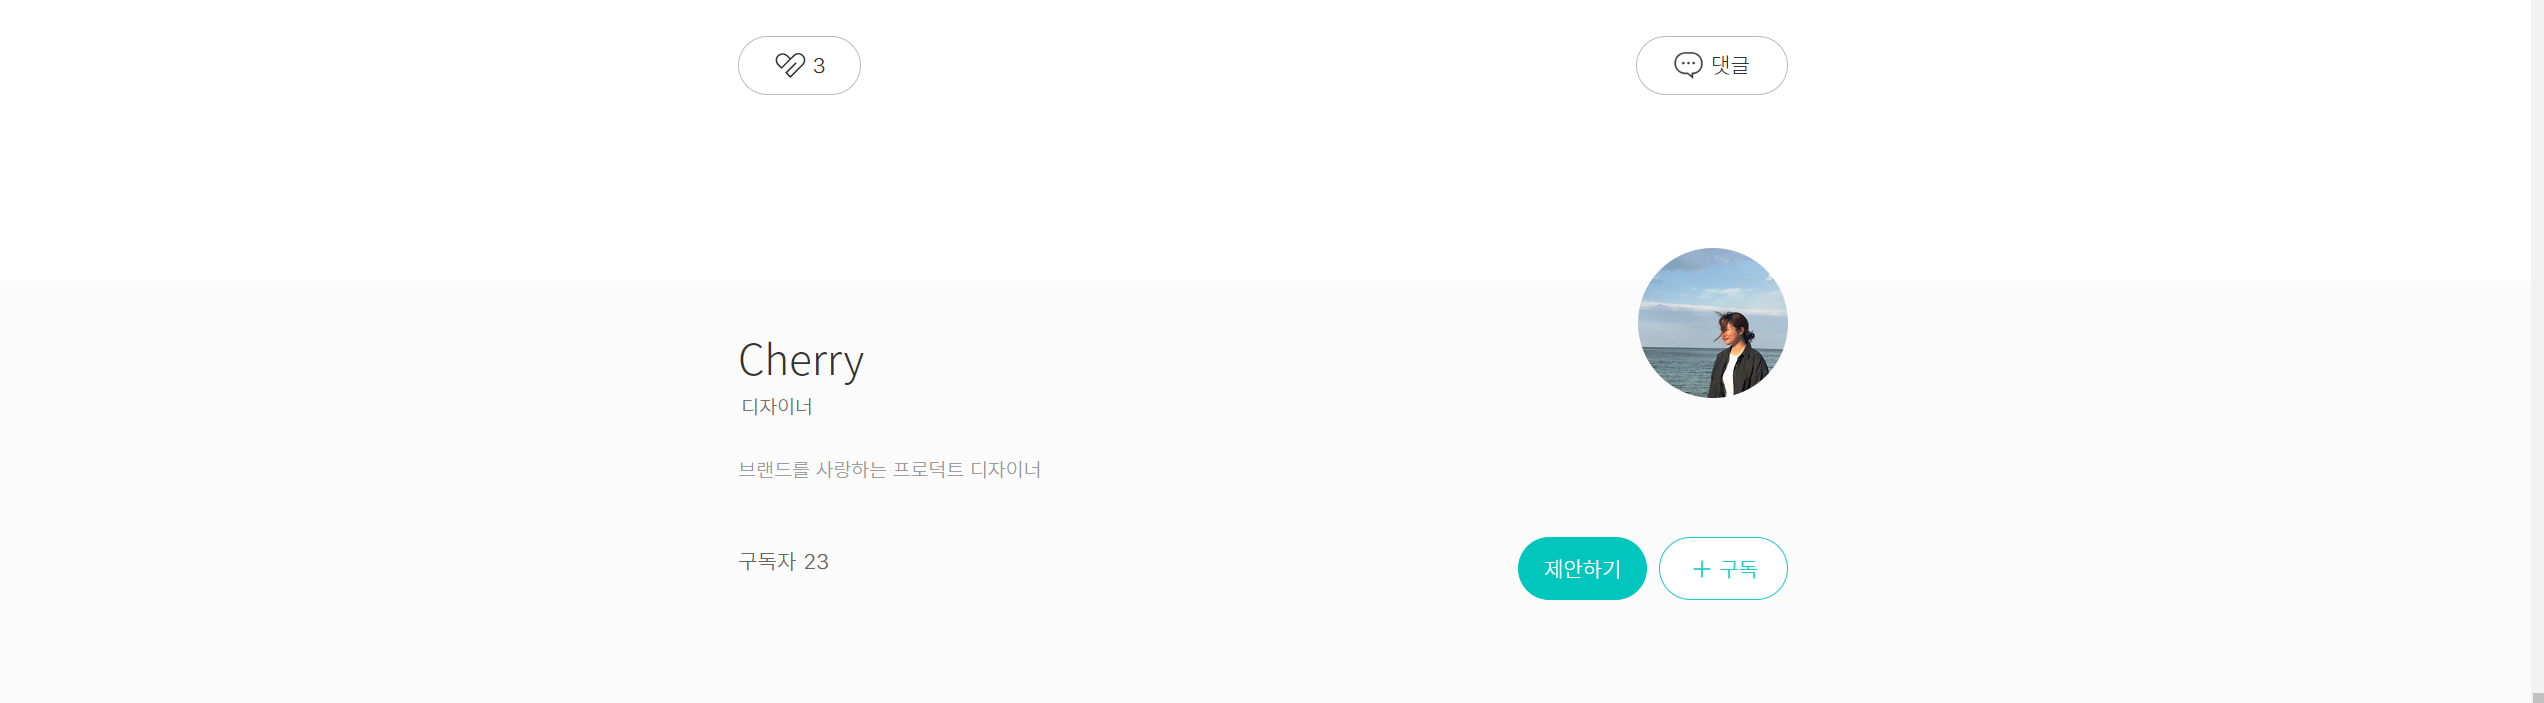 3
댓글
Cherry
디자이너
브랜드를 사랑하는 프로덕트 디자이너
구독자 23
제안하기
+ 구독